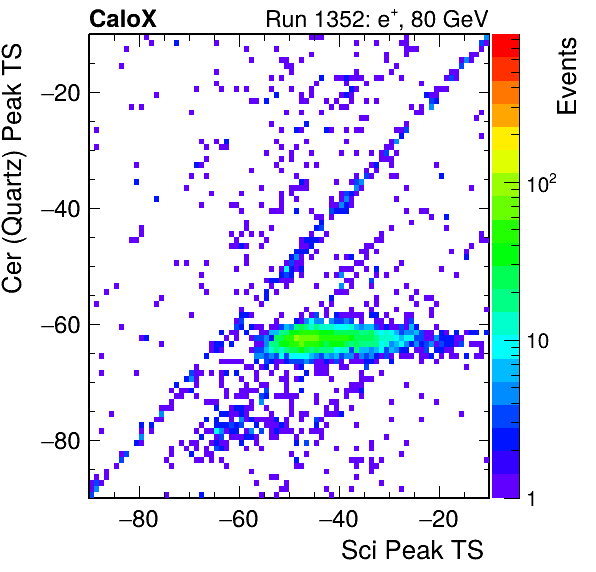 CaloX Run 1352: e+, 80 GeV
Cer (Quartz) Peak TS
−20
−40
−60
−80
−80 −60 −40 −20
Sci Peak TS
Events
10²
10
1